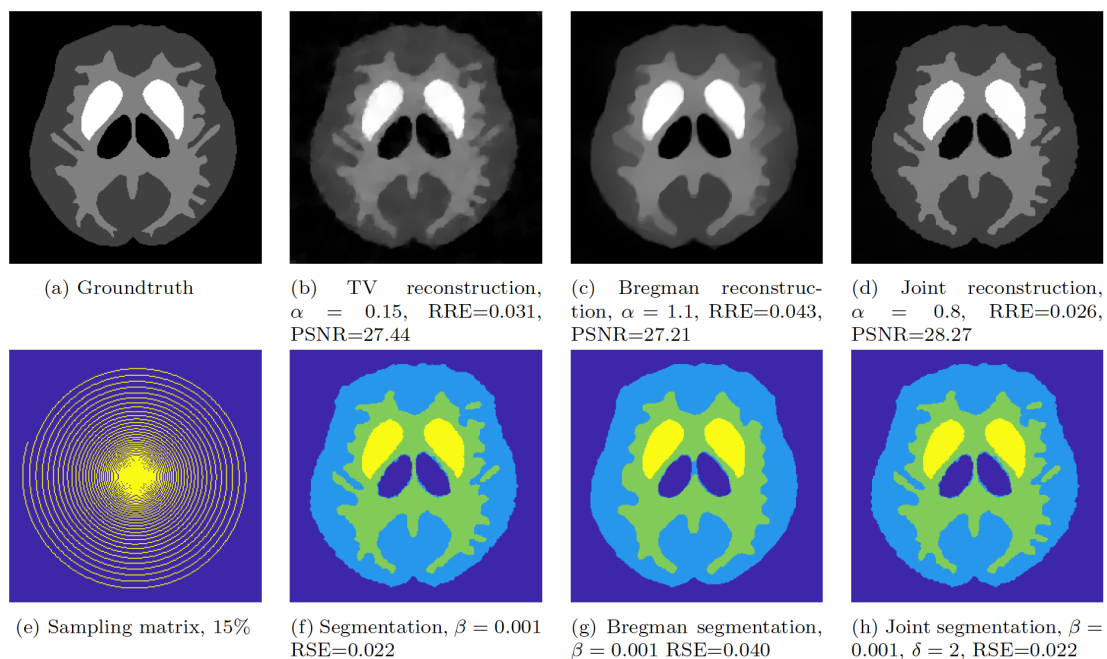 (a) Groundtruth
(b) TV reconstruction,
α = 0.15, RRE=0.031,
PSNR=27.44
(c) Bregman reconstruc-
tion, α = 1.1, RRE=0.043,
PSNR=27.21
(d) Joint reconstruction,
α = 0.8, RRE=0.026,
PSNR=28.27
(e) Sampling matrix, 15%
(f) Segmentation, β = 0.001
RSE=0.022
(g) Bregman segmentation,
β = 0.001 RSE=0.040
(h) Joint segmentation, β =
0.001, δ = 2, RSE=0.022